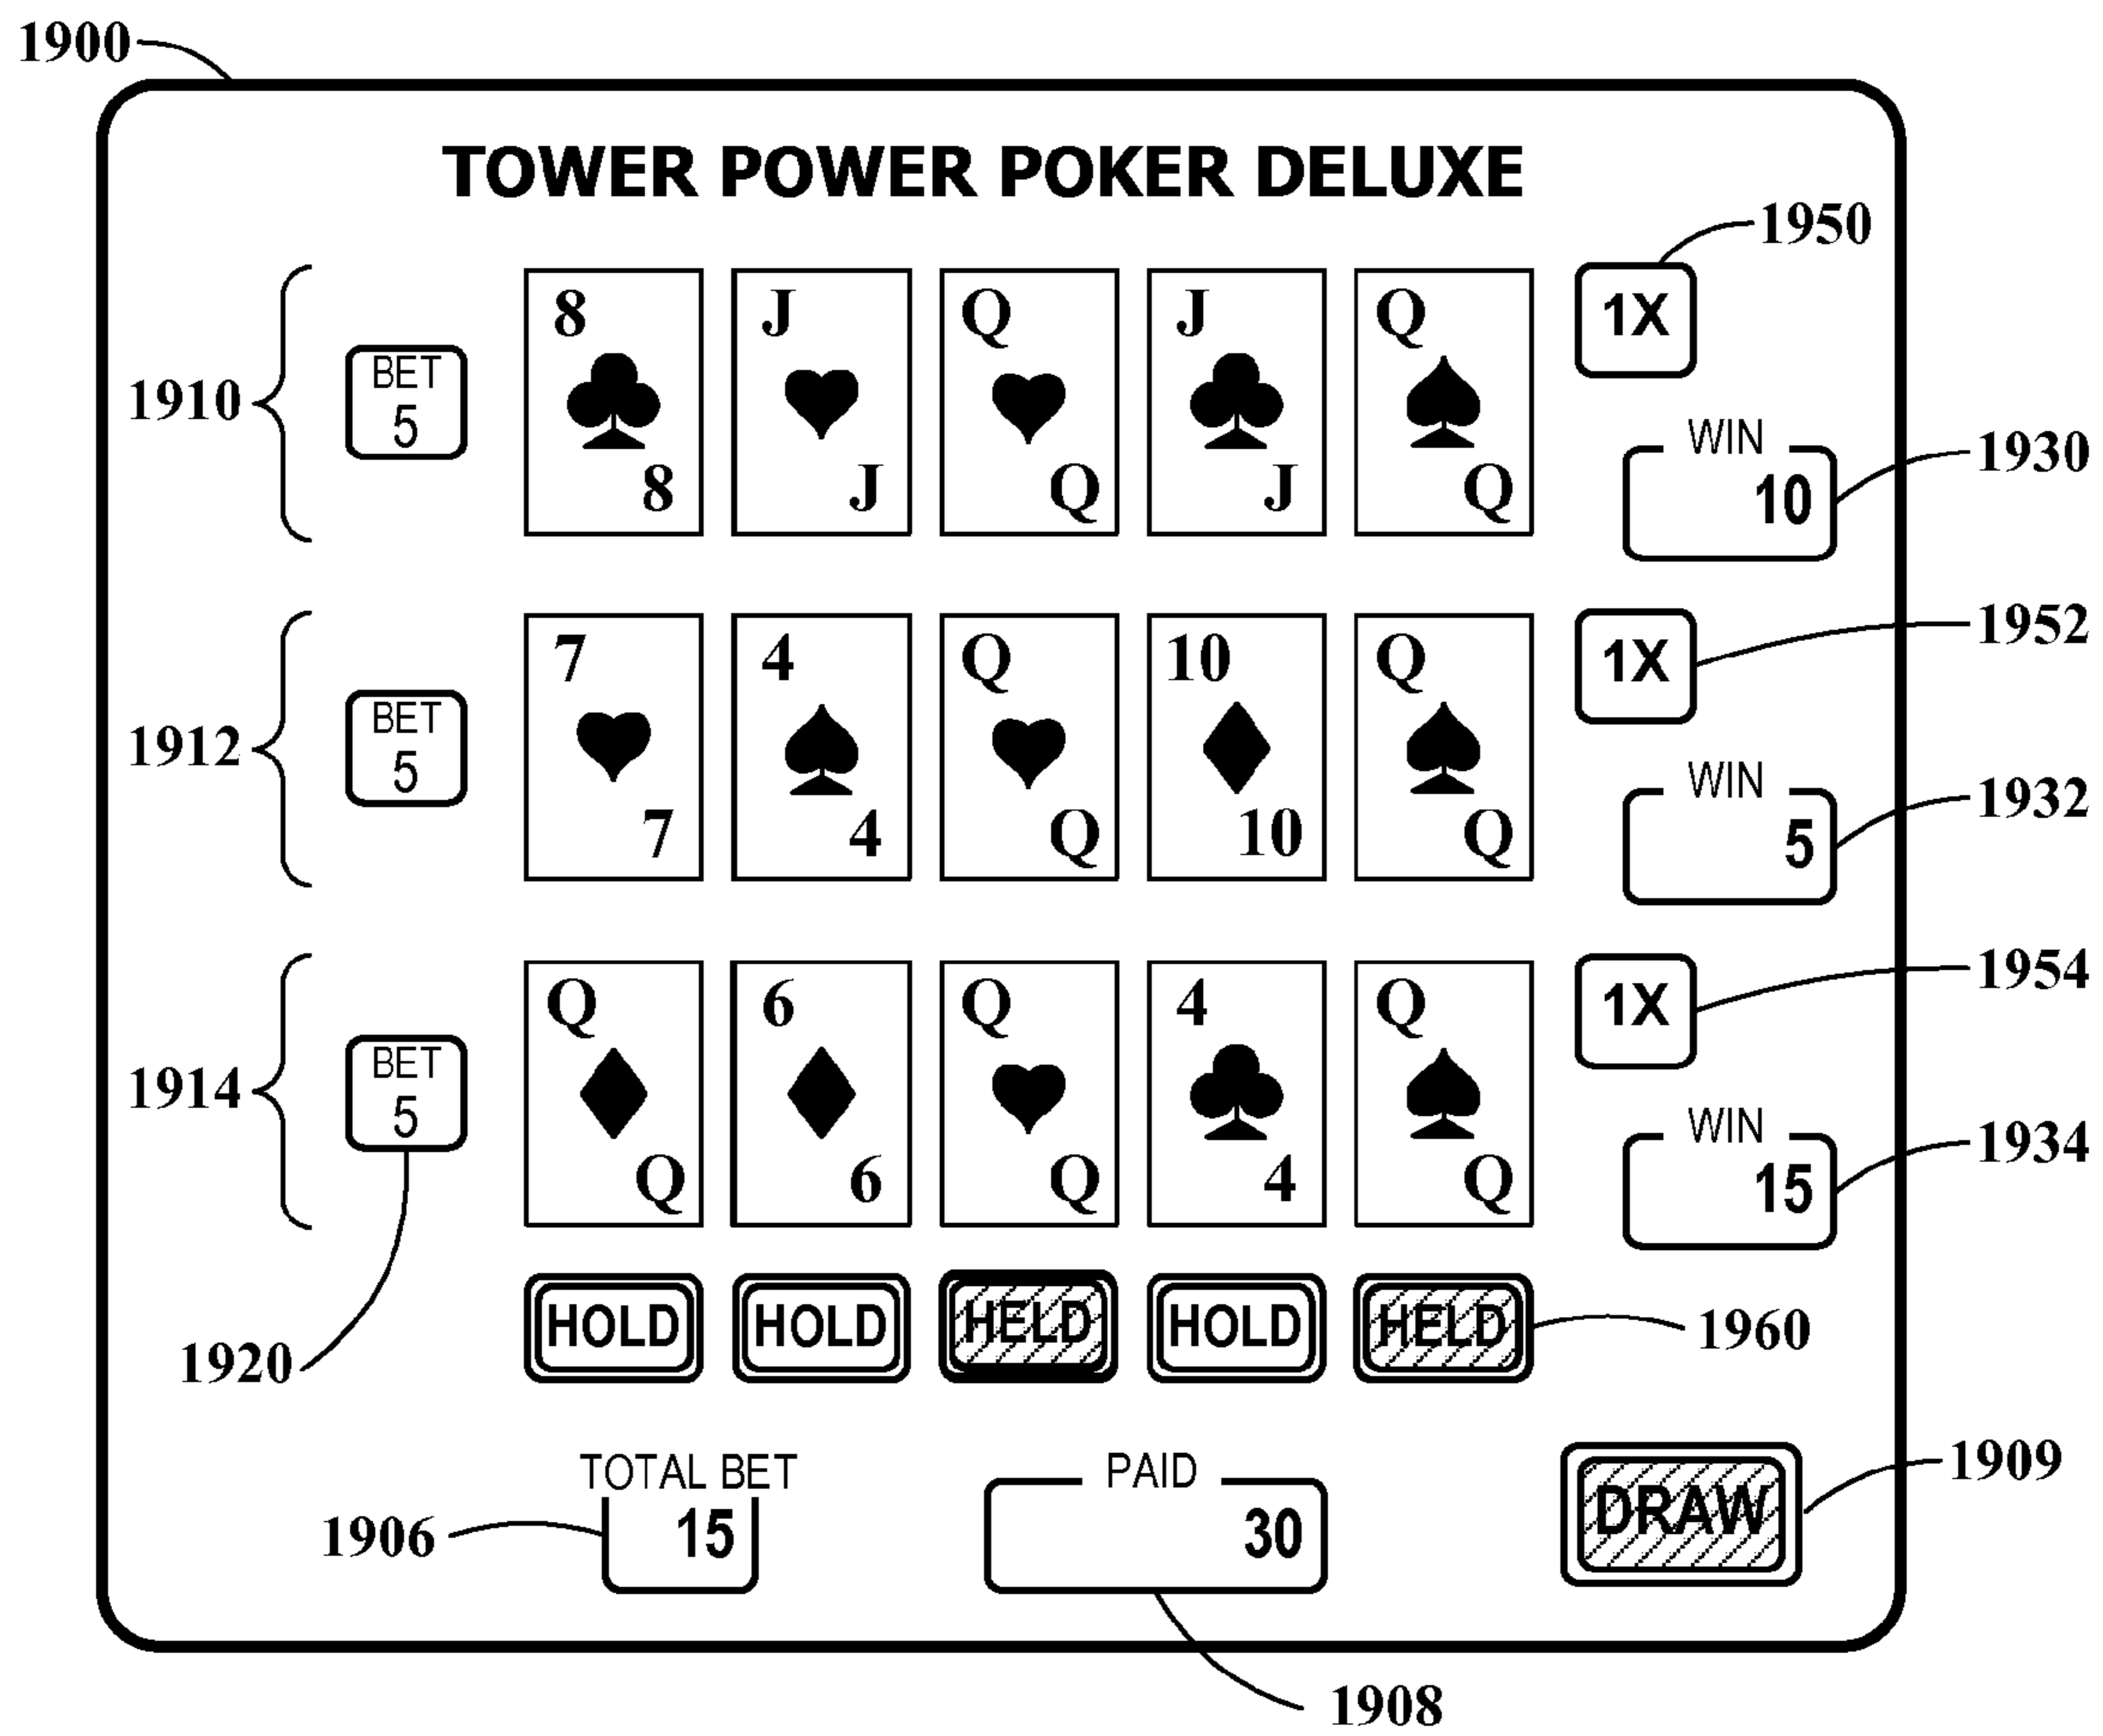 1900
TOWER POWER POKER DELUXE
1950
8 J Q J Q 1X
1910 BET
5
WIN
10 1930
8 J Q J Q
7 4 Q 10 Q 1X 1952
1912 BET
5
WIN
5 1932
7 4 Q 10 Q
Q 6 Q 4 Q 1X 1954
1914 BET
5
WIN
15 1934
Q 6 Q 4 Q
1920
HOLD HOLD HELD HOLD HELD 1960
TOTAL BET PAID
1906 15 30 DRAW 1909
1908